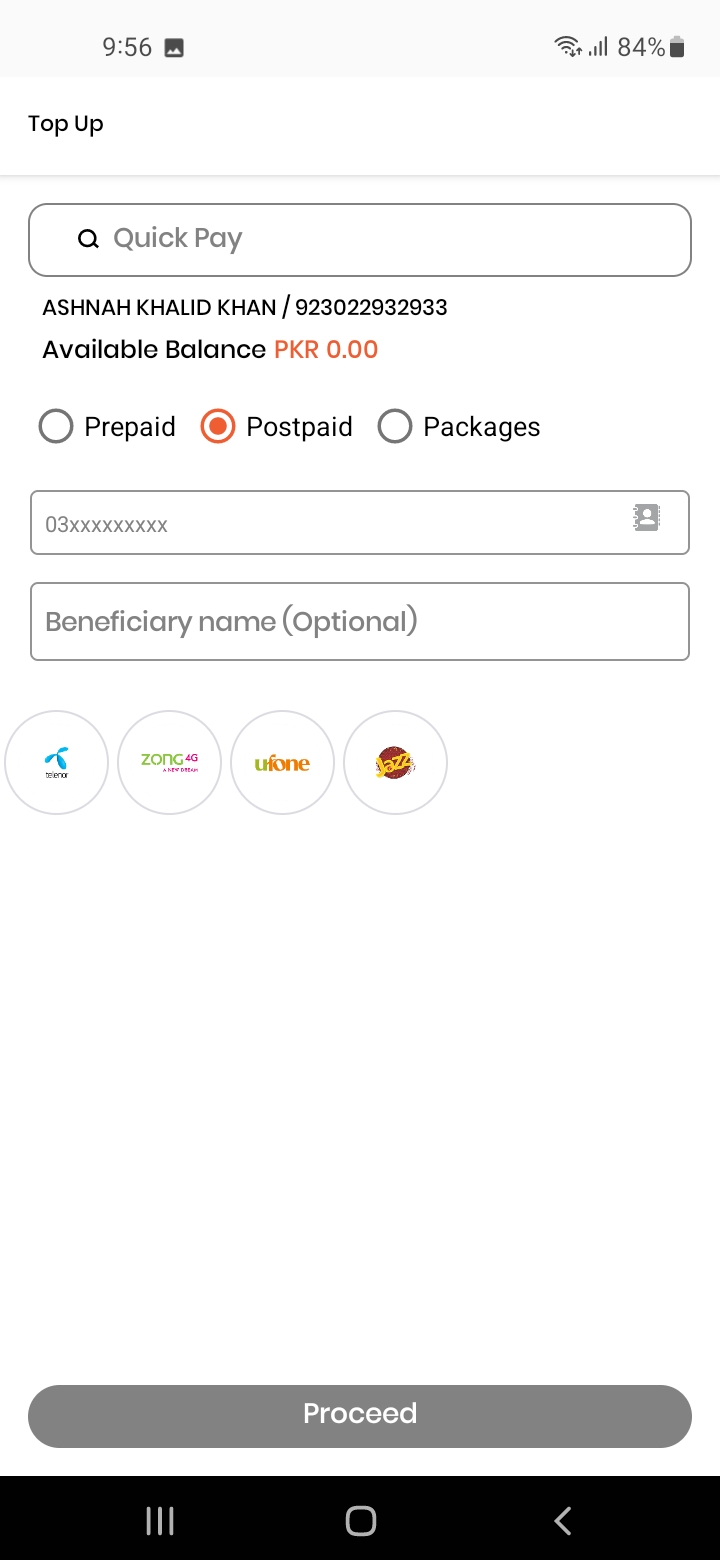 9:56 84%
Top Up
Quick Pay
ASHNAH KHALID KHAN / 923022932933
Available Balance PKR 0.00
Prepaid Postpaid Packages
03xxxxxxxxx
Beneficiary name (Optional)
telenor ZONG 4G ufone Jazz
A NEW DREAM
Proceed